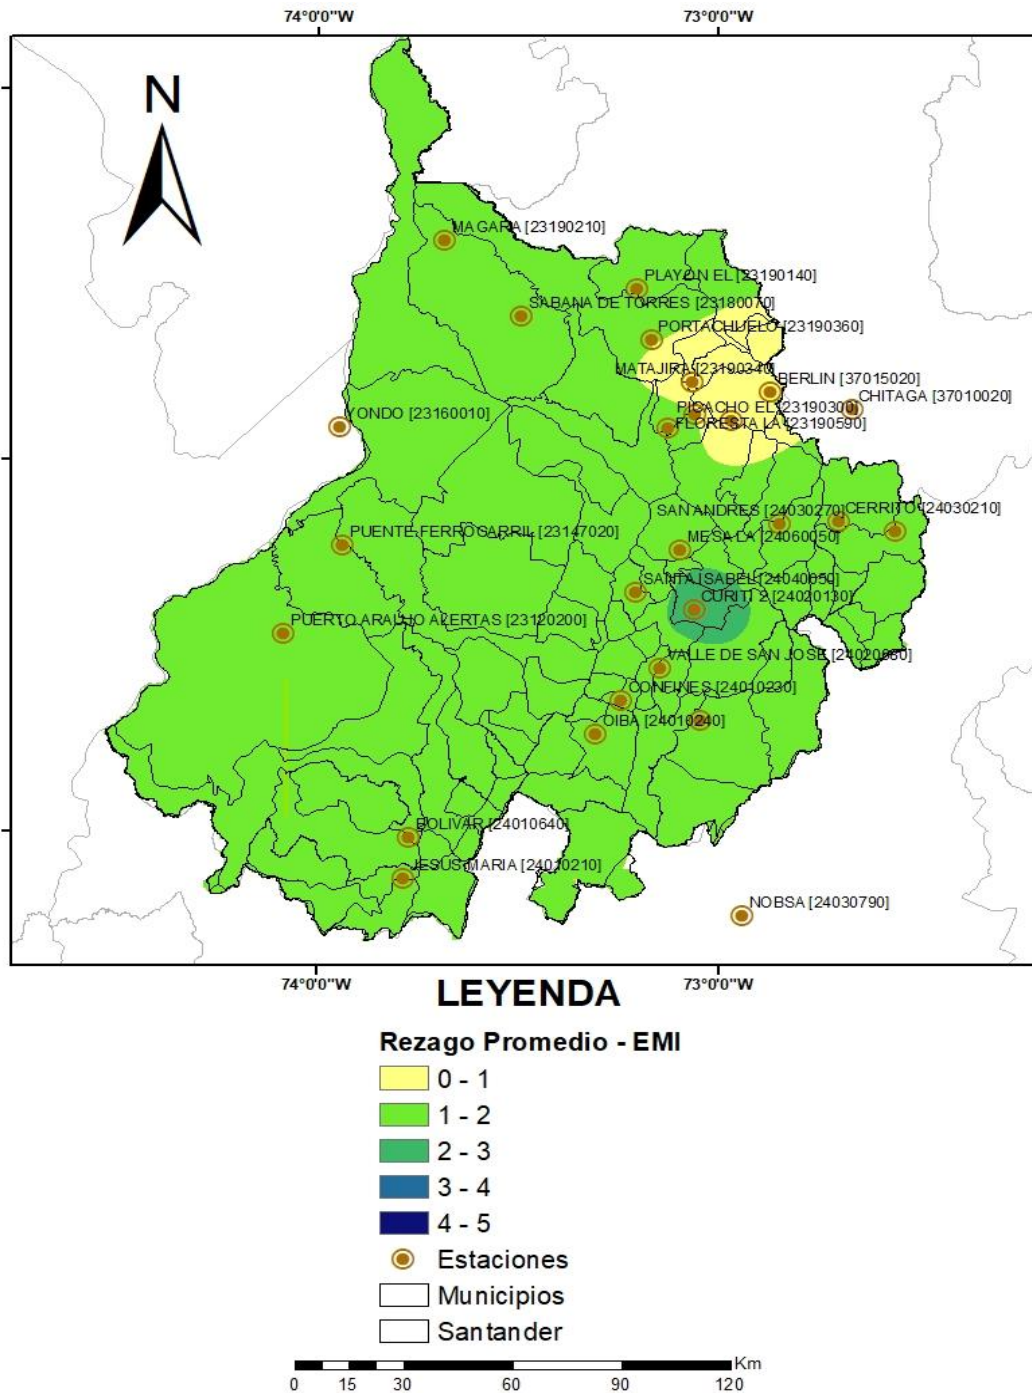 74°0'0"W
73°0'0"W
N
MAGARA [23190210]
PLAYON EL [23190140]
SABANA DE TORRES [23180070]
PORTACHUELO [23190360]
MATAJIRA [23190340]
BERLIN [37015020]
CHITAGA [37010020]
YONDO [23160010]
PICACHO EL [23190300]
FLORESTA LA [23190590]
SAN ANDRES [24030270]
CERRITO [24030210]
PUENTE FERROCARRIL [23147020]
MESA LA [24060050]
SANTA ISABEL [24040050]
CURITI 2 [24020130]
PUERTO ARAUJO ALERTAS [23120200]
VALLE DE SAN JOSE
CONFINES [24010230]
OIBA [24010240]
BOLIVAR [24010640]
JESUS MARIA [24010210]
NOBSA [24030790]
74°0'0"W
73°0'0"W
LEYENDA
Rezago Promedio - EMI
0 - 1
1 - 2
2 - 3
3 - 4
4 - 5
Estaciones
Municipios
Santander
Km
0 15 30 60 90 120